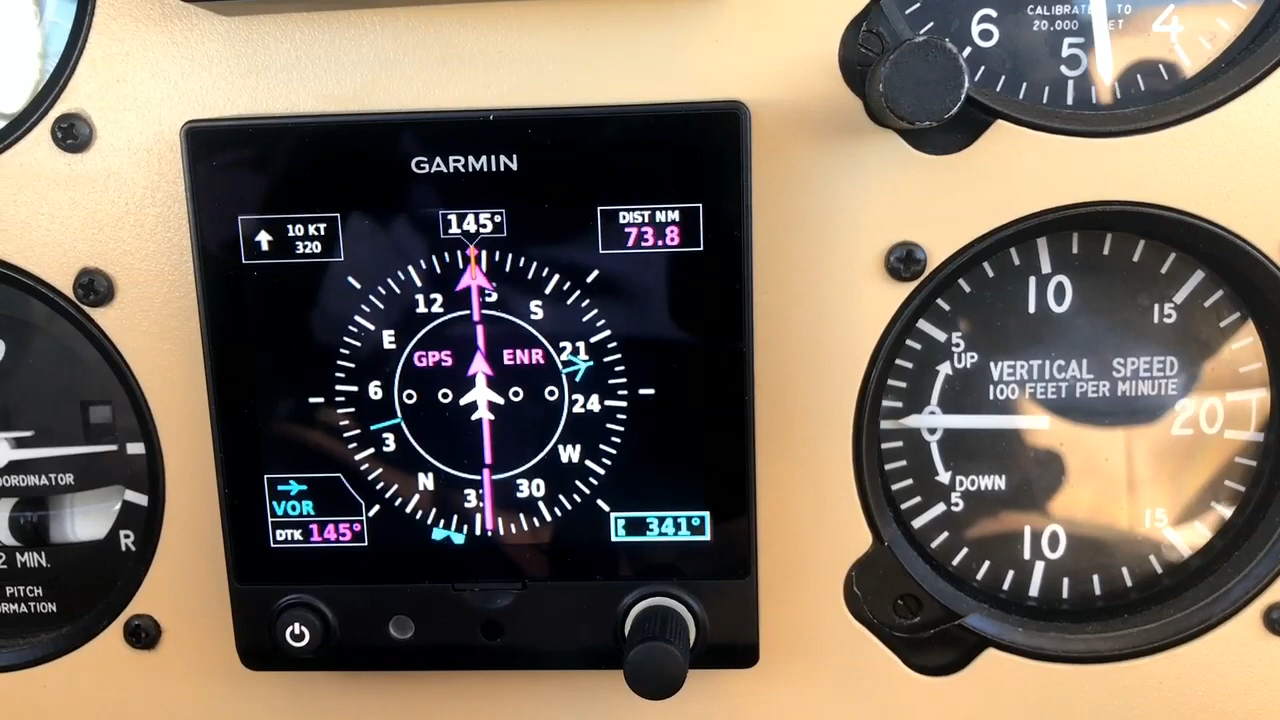 CALIBRATED TO
20,000 FEET
6
5
4
GARMIN
10 KT
320
145°
DIST NM
73.8
12
15
S
E
21
GPS
ENR
6
24
3
W
N
33
30
VOR
DTK 145°
341°
10
15
5
UP
VERTICAL SPEED
100 FEET PER MINUTE
0
20
DOWN
5
15
10
R
2 MIN.
PITCH